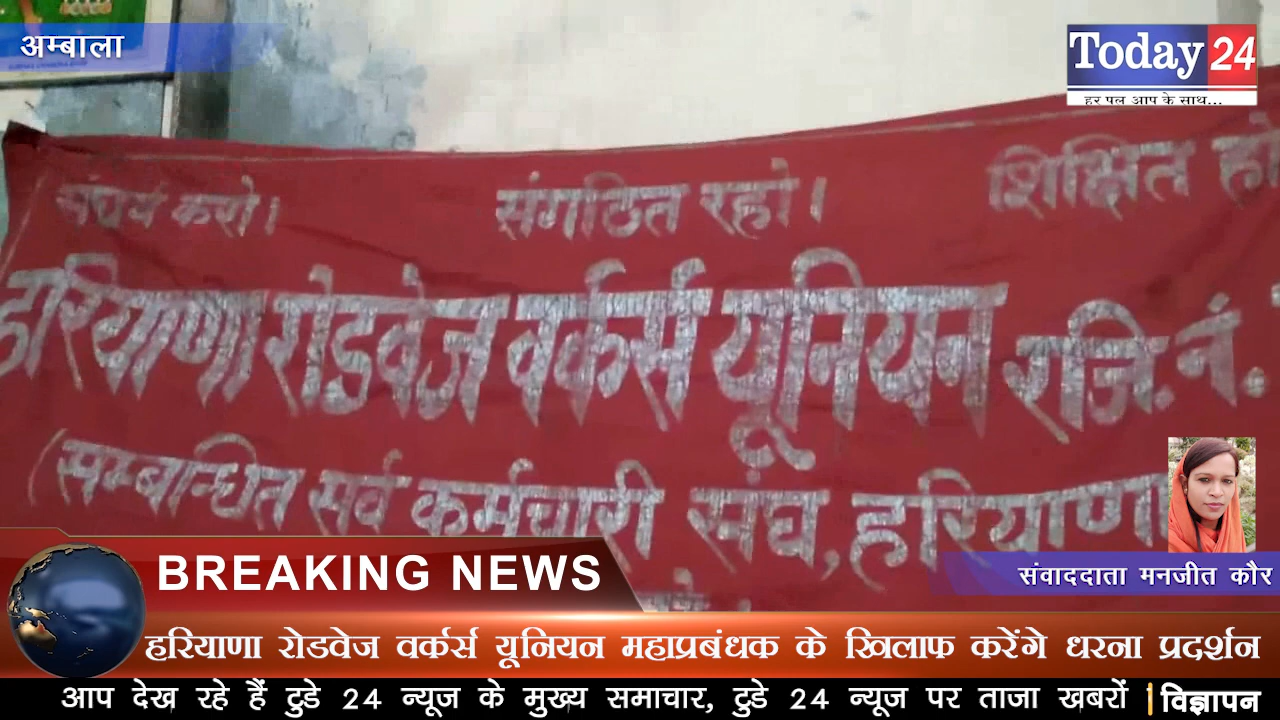 अम्बाला
Today 24
हर पल आप के साथ...
संघर्ष करो। संगठित रहो। शिक्षित हो
हरियाणा रोडवेज वर्कर्स यूनियन रजि. नं.
(सम्बन्धित सर्व कर्मचारी संघ, हरियाणा
संवाददाता मनजीत कौर
BREAKING NEWS
हरियाणा रोडवेज वर्कर्स यूनियन महाप्रबंधक के खिलाफ करेंगे धरना प्रदर्शन
आप देख रहे हैं टुडे 24 न्यूज के मुख्य समाचार, टुडे 24 न्यूज पर ताजा खबरों | विज्ञापन